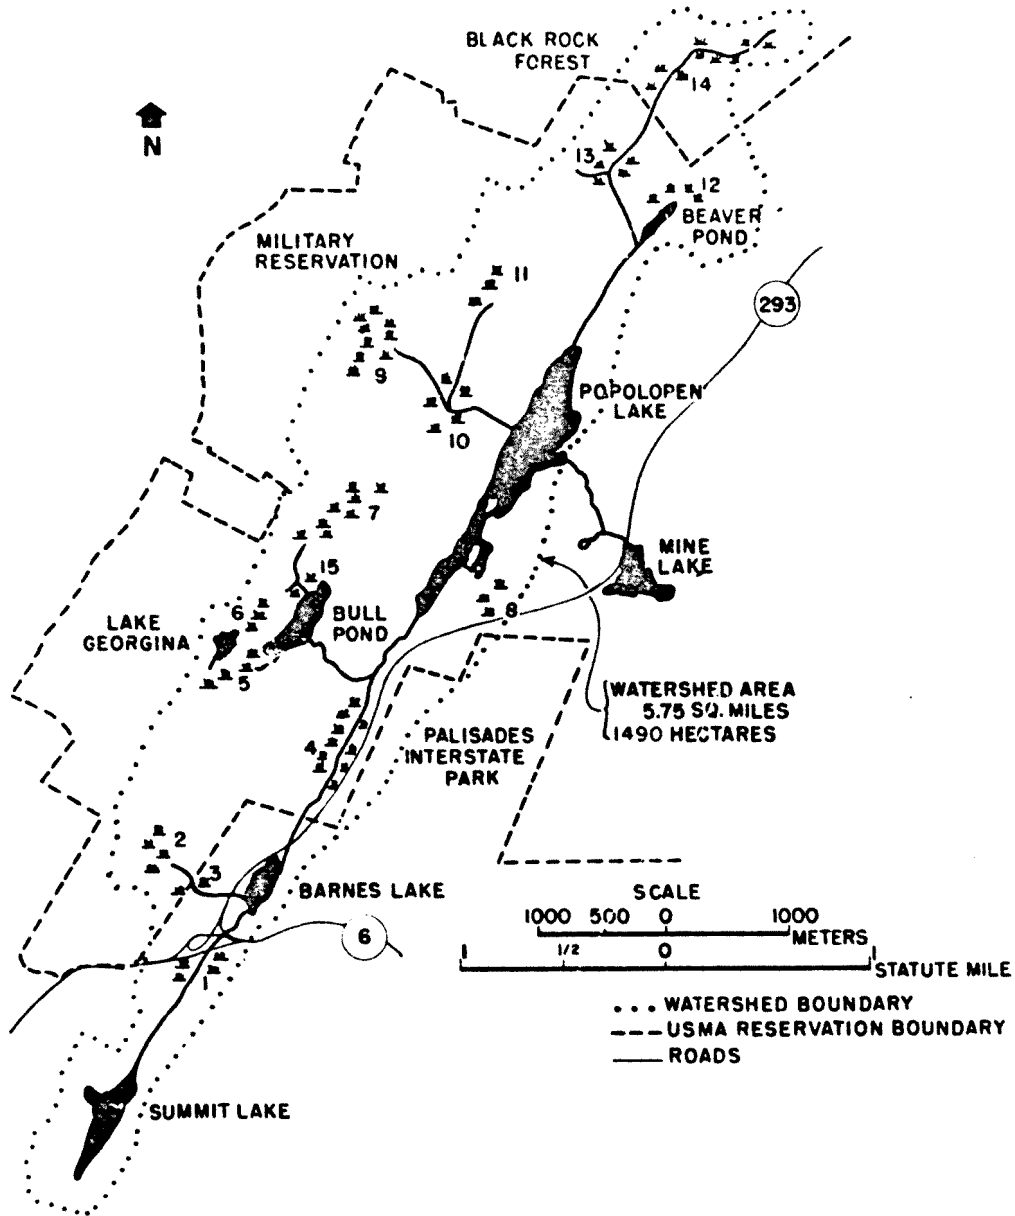 BLACK ROCK
FOREST
14
N
13
12
BEAVER
POND
MILITARY
RESERVATION
11
293
9
POPOLOPEN
LAKE
10
7
MINE
LAKE
15
6
8
LAKE
GEORGINA
BULL
POND
5
WATERSHED AREA
5.75 SQ. MILES
1490 HECTARES
4
PALISADES
INTERSTATE
PARK
2
3
BARNES LAKE
SCALE
1000 500 0 1000
METERS
6
1 1/2 0 1
STATUTE MILE
1
WATERSHED BOUNDARY
USMA RESERVATION BOUNDARY
ROADS
SUMMIT LAKE